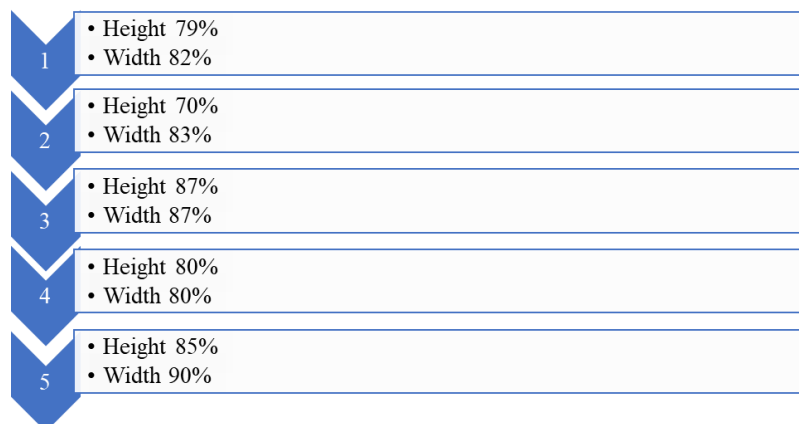 1
• Height 79%
• Width 82%
2
• Height 70%
• Width 83%
3
• Height 87%
• Width 87%
4
• Height 80%
• Width 80%
5
• Height 85%
• Width 90%